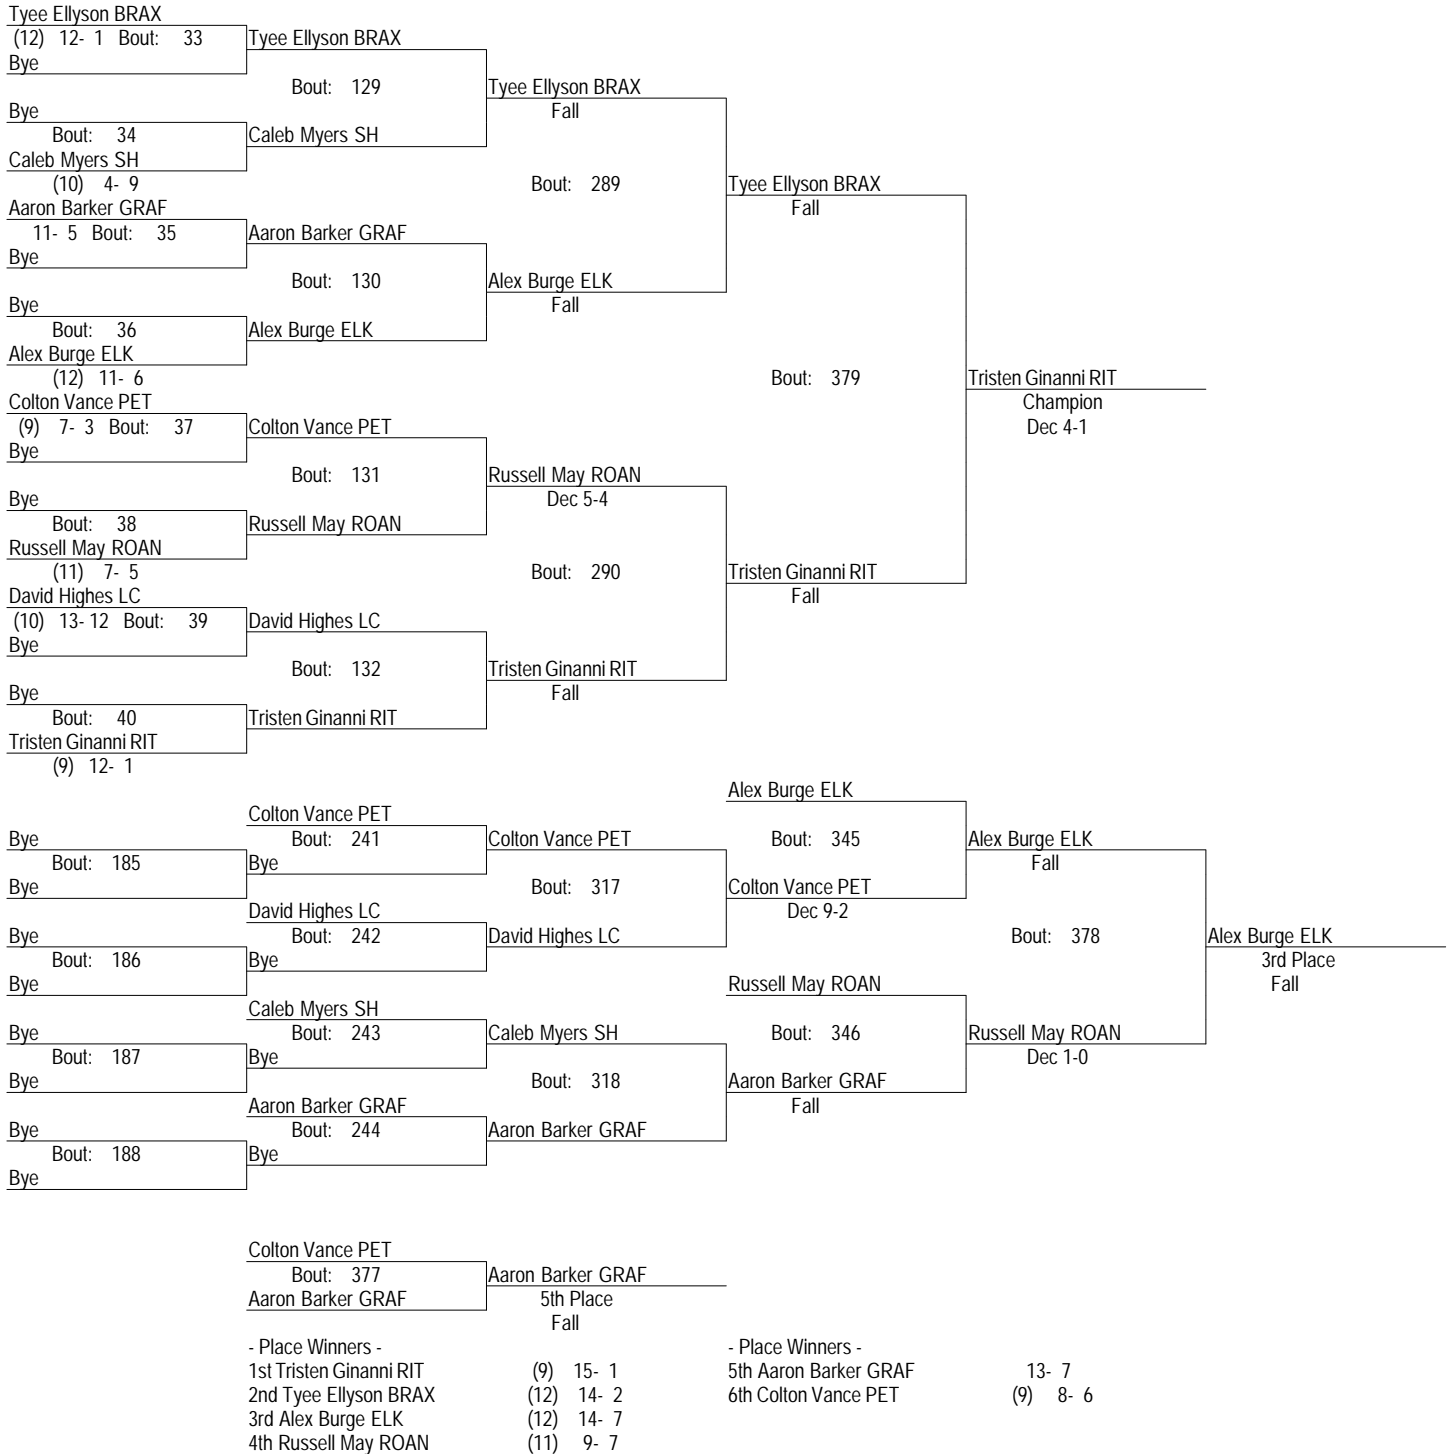 Tyee Ellyson BRAX
(12) 12- 1 Bout: 33 Tyee Ellyson BRAX
Bye
Bout: 129 Tyee Ellyson BRAX
Bye Fall
Bout: 34 Caleb Myers SH
Caleb Myers SH
(10) 4- 9 Bout: 289 Tyee Ellyson BRAX
Aaron Barker GRAF Fall
11- 5 Bout: 35 Aaron Barker GRAF
Bye
Bout: 130 Alex Burge ELK
Bye Fall
Bout: 36 Alex Burge ELK
Alex Burge ELK
(12) 11- 6 Bout: 379 Tristen Ginanni RIT
Colton Vance PET Champion
(9) 7- 3 Bout: 37 Colton Vance PET Dec 4-1
Bye
Bout: 131 Russell May ROAN
Bye Dec 5-4
Bout: 38 Russell May ROAN
Russell May ROAN
(11) 7- 5 Bout: 290 Tristen Ginanni RIT
David Highes LC Fall
(10) 13- 12 Bout: 39 David Highes LC
Bye
Bout: 132 Tristen Ginanni RIT
Bye Fall
Bout: 40 Tristen Ginanni RIT
Tristen Ginanni RIT
(9) 12- 1
Alex Burge ELK
Colton Vance PET
Bye Bout: 241 Colton Vance PET Bout: 345 Alex Burge ELK
Bout: 185 Bye Fall
Bye Bout: 317 Colton Vance PET
David Highes LC Dec 9-2
Bye Bout: 242 David Highes LC Bout: 378 Alex Burge ELK
Bout: 186 Bye 3rd Place
Bye Russell May ROAN Fall
Caleb Myers SH
Bye Bout: 243 Caleb Myers SH Bout: 346 Russell May ROAN
Bout: 187 Bye Dec 1-0
Bye Bout: 318 Aaron Barker GRAF
Aaron Barker GRAF Fall
Bye Bout: 244 Aaron Barker GRAF
Bout: 188 Bye
Bye
Colton Vance PET
Bout: 377 Aaron Barker GRAF
Aaron Barker GRAF 5th Place
Fall
- Place Winners - - Place Winners -
1st Tristen Ginanni RIT (9) 15- 1 5th Aaron Barker GRAF 13- 7
2nd Tyee Ellyson BRAX (12) 14- 2 6th Colton Vance PET (9) 8- 6
3rd Alex Burge ELK (12) 14- 7
4th Russell May ROAN (11) 9- 7